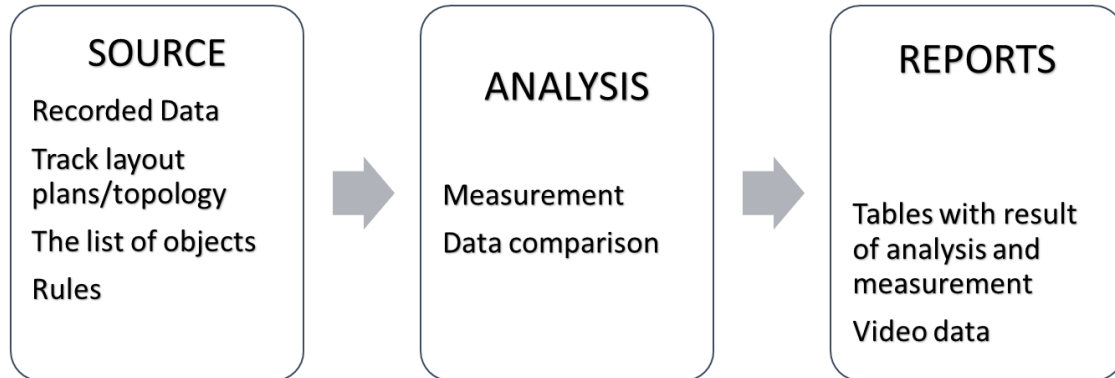 SOURCE
Recorded Data
Track layout
plans/topology
The list of objects
Rules
ANALYSIS
Measurement
Data comparison
REPORTS
Tables with result
of analysis and
measurement
Video data